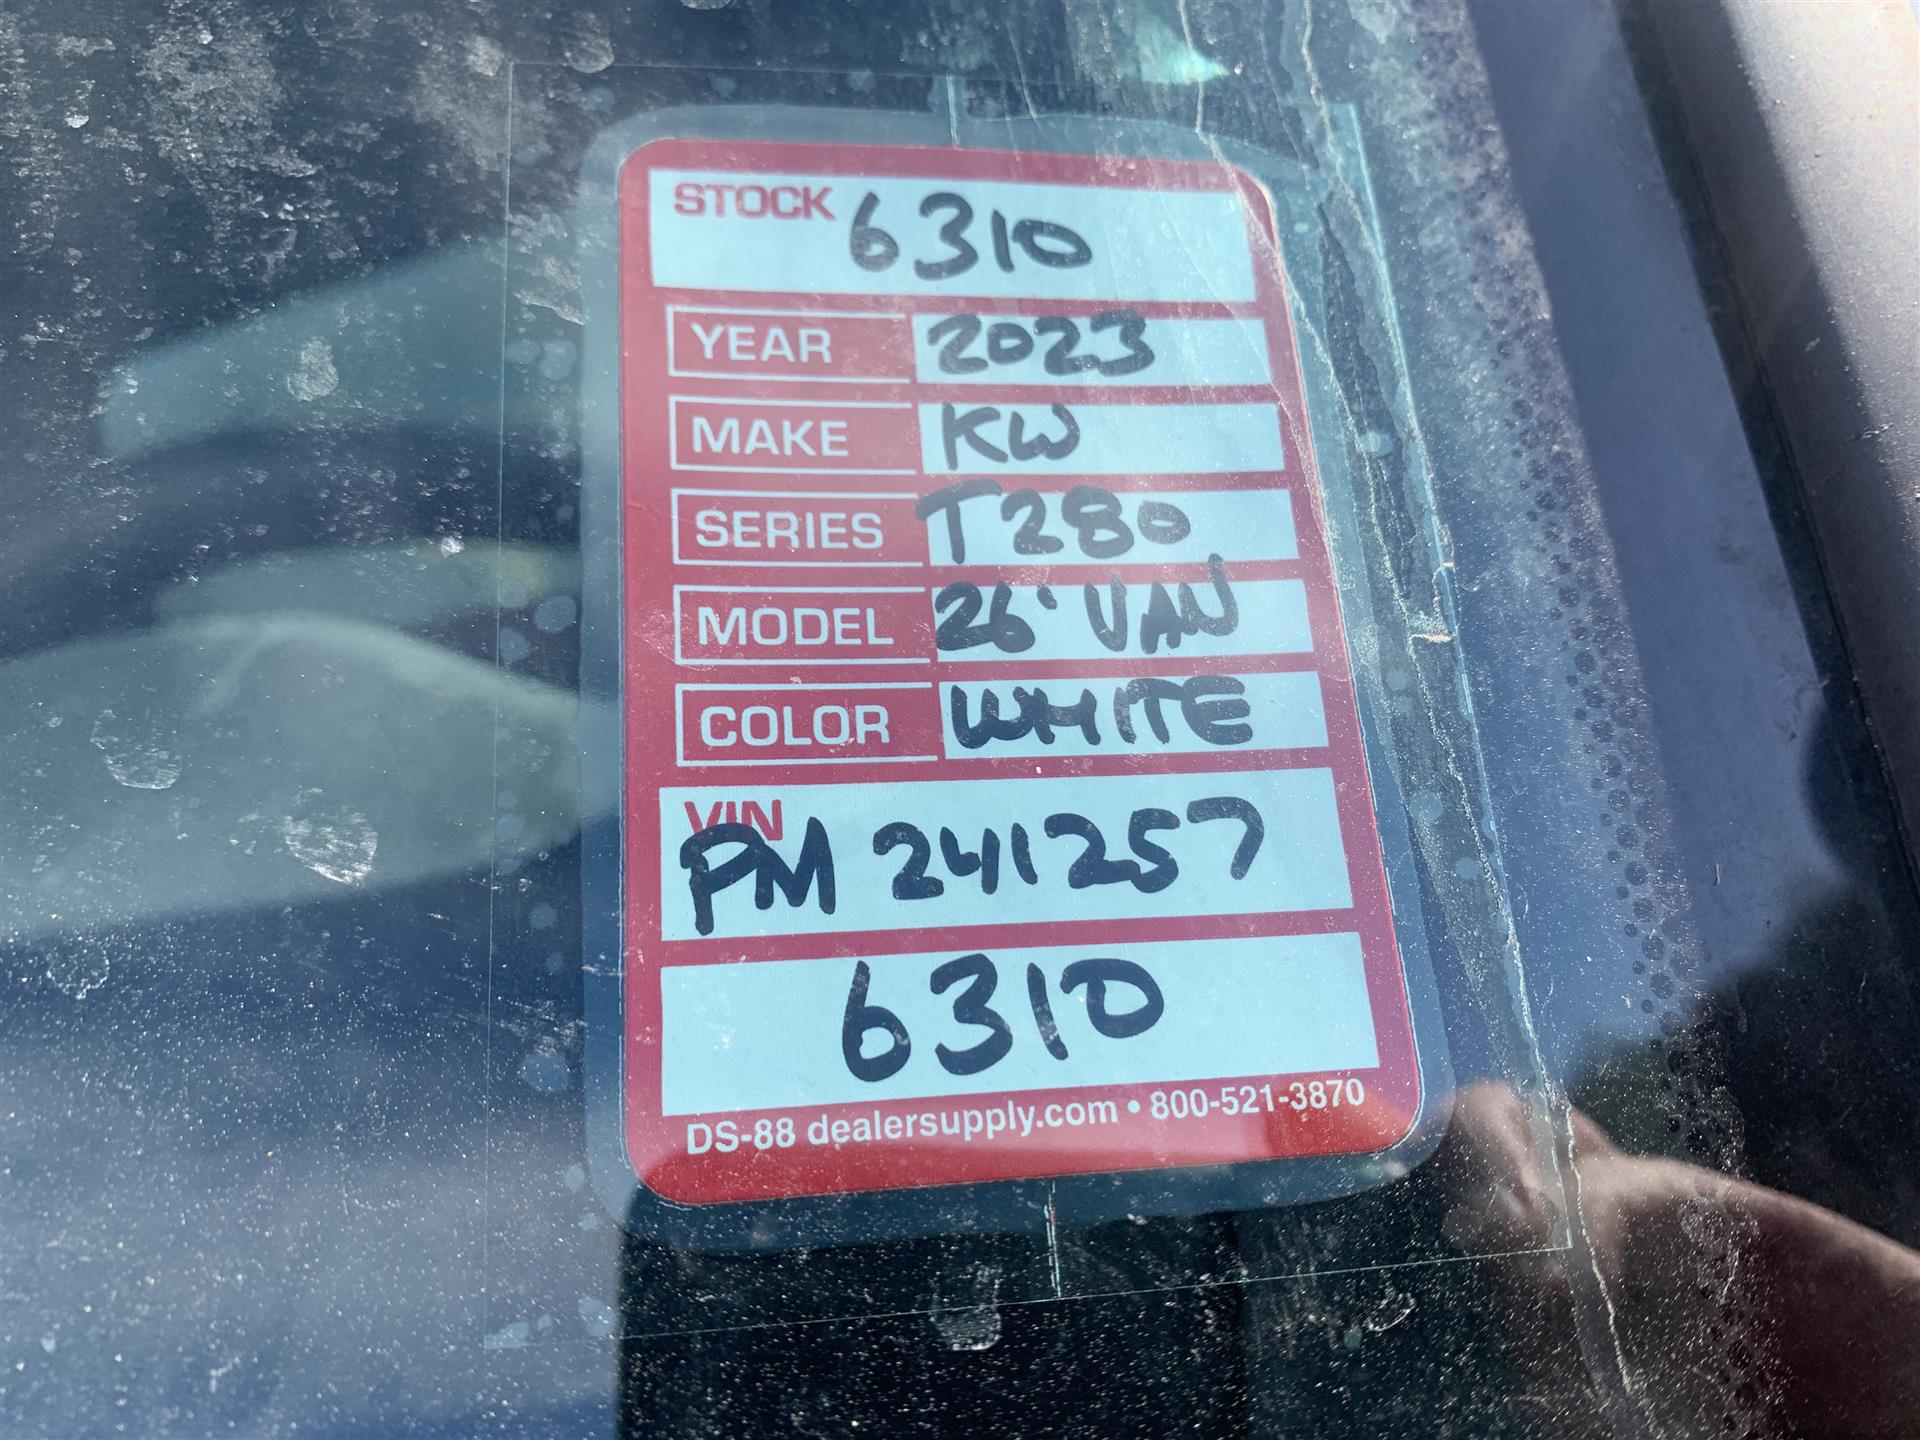 STOCK 6310
YEAR 2023
MAKE KW
SERIES T280
MODEL 26' VAN
COLOR WHITE
VIN
PM 241257
6310
DS-88 dealersupply.com • 800-521-3870